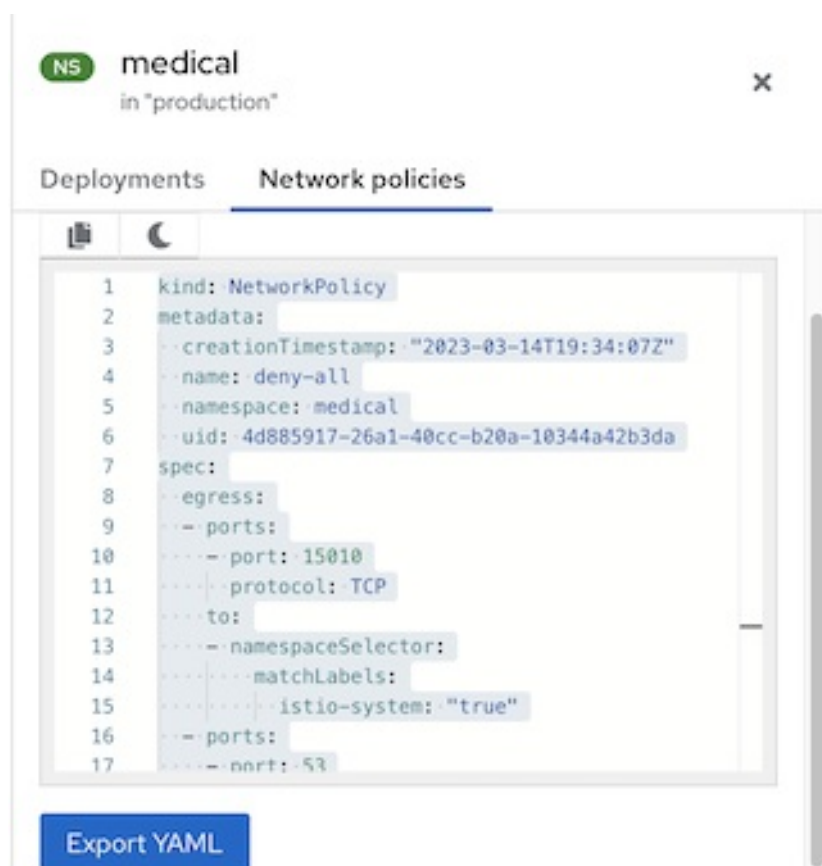 NS medical
in "production"
Deployments Network policies
1 kind: NetworkPolicy
2 metadata:
3 creationTimestamp: "2023-03-14T19:34:07Z"
4 name: deny-all
5 namespace: medical
6 uid: 4d885917-26a1-40cc-b20a-10344a42b3da
7 spec:
8 egress:
9 - ports:
10 - port: 15010
11 protocol: TCP
12 to:
13 - namespaceSelector:
14 matchLabels:
15 istio-system: "true"
16 - ports:
17 - port: 53
Export YAML